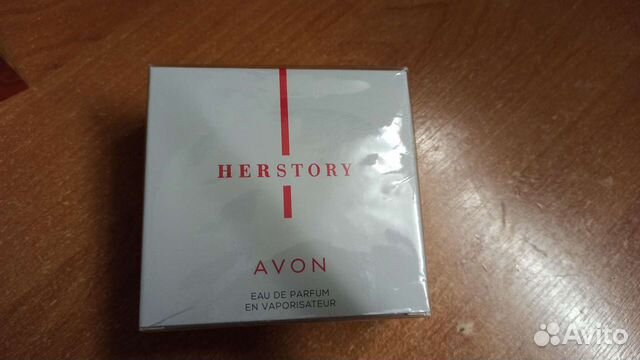 HERSTORY
AVON
EAU DE PARFUM
EN VAPORISATEUR
Avito